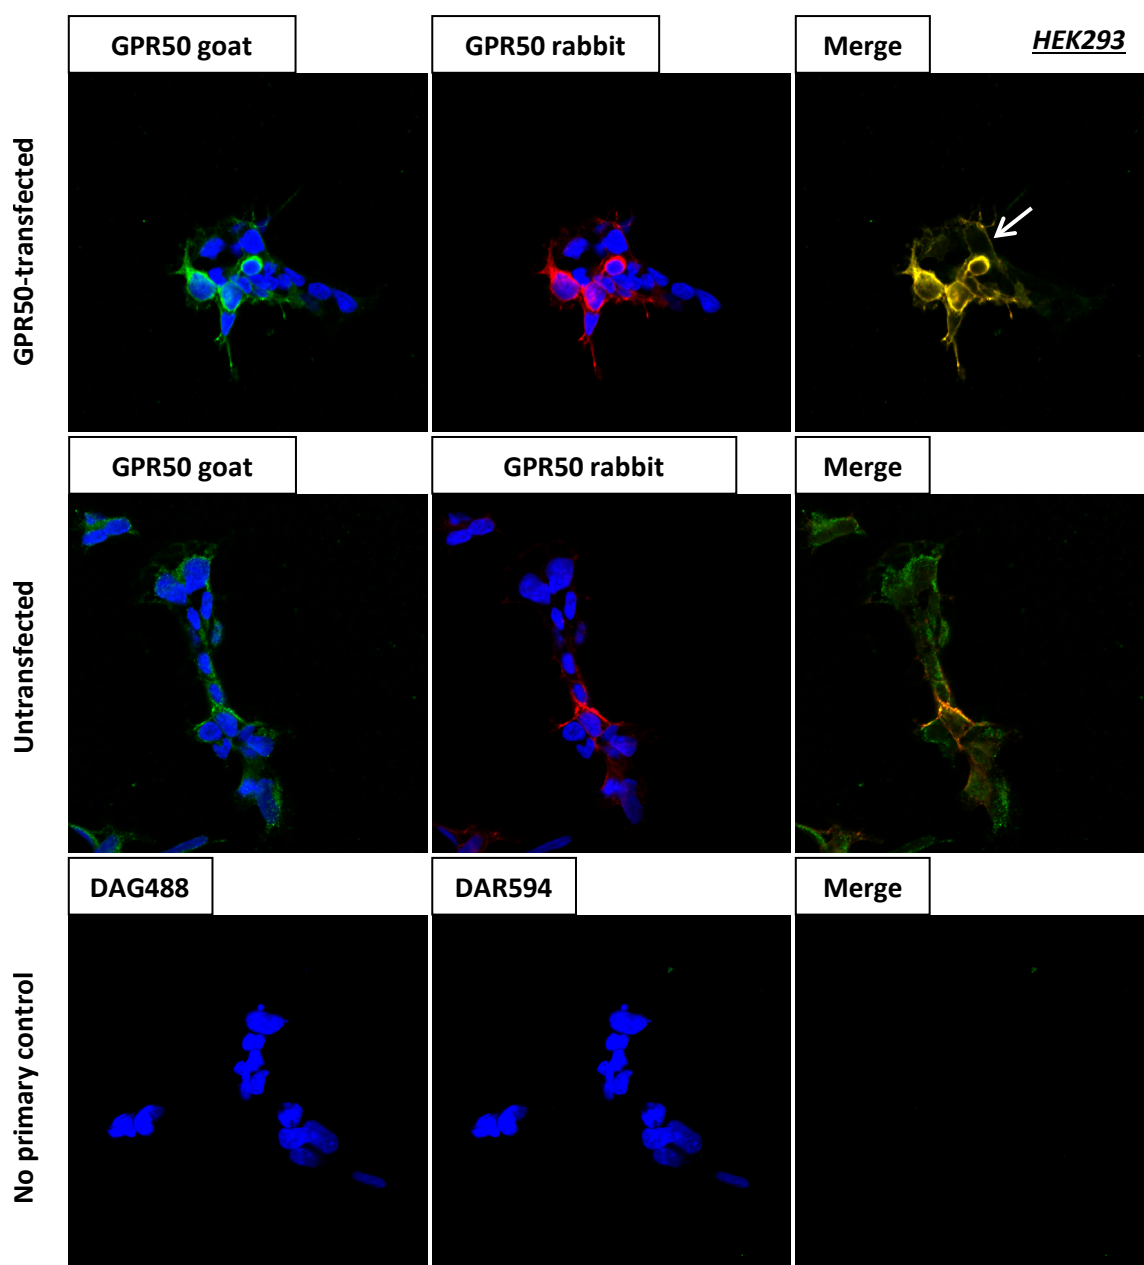 GPR50 goat
GPR50 rabbit
Merge
HEK293
GPR50-transfected
GPR50 goat
GPR50 rabbit
Merge
Untransfected
DAG488
DAR594
Merge
No primary control